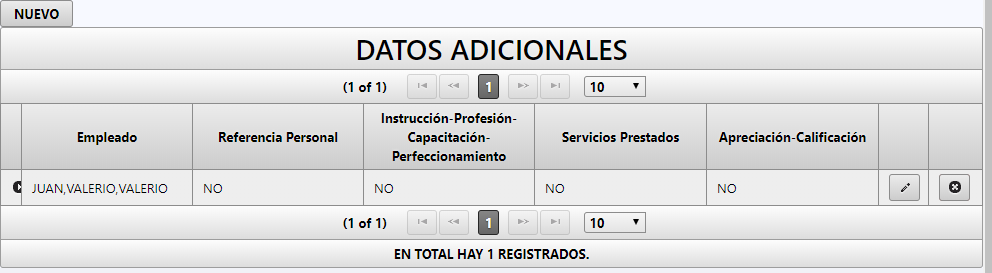 NUEVO
DATOS ADICIONALES
(1 of 1) 1 10
Empleado Referencia Personal Instrucción-Profesión-Capacitación-Perfeccionamiento Servicios Prestados Apreciación-Calificación
JUAN,VALERIO,VALERIO NO NO NO NO
(1 of 1) 1 10
EN TOTAL HAY 1 REGISTRADOS.